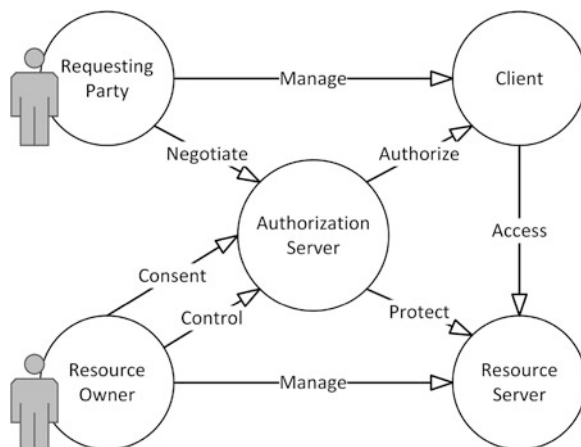 Requesting
Party
Manage
Client
Negotiate
Authorize
Authorization
Server
Access
Consent
Control
Protect
Resource
Owner
Manage
Resource
Server